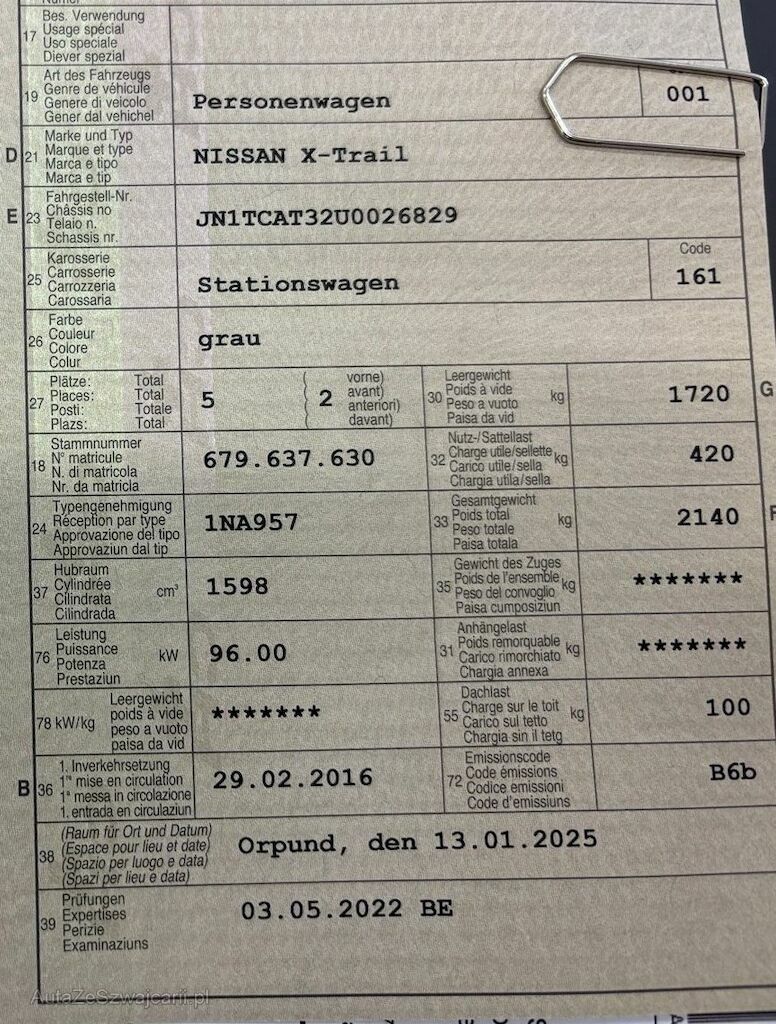 17 Bes. Verwendung
Usage spécial
Uso speciale
Diever spezial
19 Art des Fahrzeugs
Genre de véhicule
Genere di veicolo
Gener dal vehichel
Personenwagen
001
D 21 Marke und Typ
Marque et type
Marca e tipo
Marca e tip
NISSAN X-Trail
E 23 Fahrgestell-Nr.
Châssis no
Telaio n.
Schassis nr.
JN1TCAT32U0026829
25 Karosserie
Carrosserie
Carrozzeria
Carossaria
Stationswagen
Code
161
26 Farbe
Couleur
Colore
Colur
grau
27 Plätze: Total
Places: Total
Posti: Totale
Plazs: Total
5
( 2 vorne)
( avant)
( anteriori)
( davant)
30 Leergewicht
Poids à vide
Peso a vuoto
Paisa da vid
kg
1720
G
18 Stammnummer
N° matricule
N. di matricola
Nr. da matricla
679.637.630
32 Nutz-/Sattellast
Charge utile/sellette
Carico utile/sella
Chargia utila/sella
kg
420
24 Typengenehmigung
Réception par type
Approvazione del tipo
Approvaziun dal tip
1NA957
33 Gesamtgewicht
Poids total
Peso totale
Paisa totala
kg
2140
F
37 Hubraum
Cylindrée
Cilindrata
Cilindrada
cm³
1598
35 Gewicht des Zuges
Poids de l'ensemble
Peso del convoglio
Paisa cumposiziun
kg
*******
76 Leistung
Puissance
Potenza
Prestaziun
kW
96.00
31 Anhängelast
Poids remorquable
Carico rimorchiato
Chargia annexa
kg
*******
78 kW/kg Leergewicht
poids à vide
peso a vuoto
paisa da vid
*******
55 Dachlast
Charge sur le toit
Carico sul tetto
Chargia sin il tetg
kg
100
B 36 1. Inverkehrsetzung
1re mise en circulation
1a messa in circolazione
1. entrada en circulaziun
29.02.2016
72 Emissionscode
Code émissions
Codice emissioni
Code d'emissiuns
B6b
38 (Raum für Ort und Datum)
(Espace pour lieu et date)
(Spazio per luogo e data)
(Spazi per lieu e data)
Orpund, den 13.01.2025
39 Prüfungen
Expertises
Perizie
Examinaziuns
03.05.2022 BE
AutaZeSzwajcarii.pl